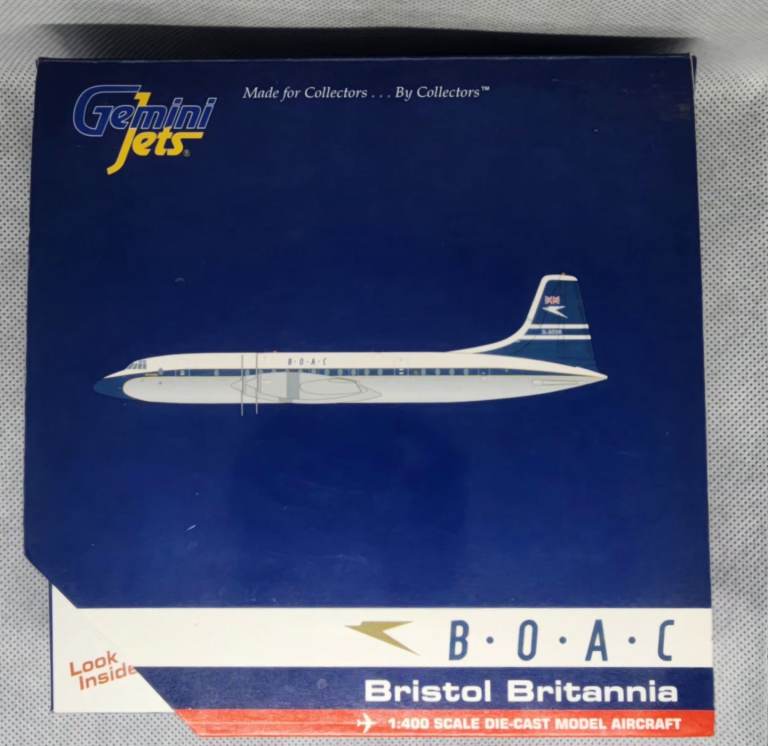 Gemini
Jets®
Made for Collectors . . . By Collectors™
B·O·A·C
Look
Inside
B·O·A·C
Bristol Britannia
1:400 SCALE DIE-CAST MODEL AIRCRAFT